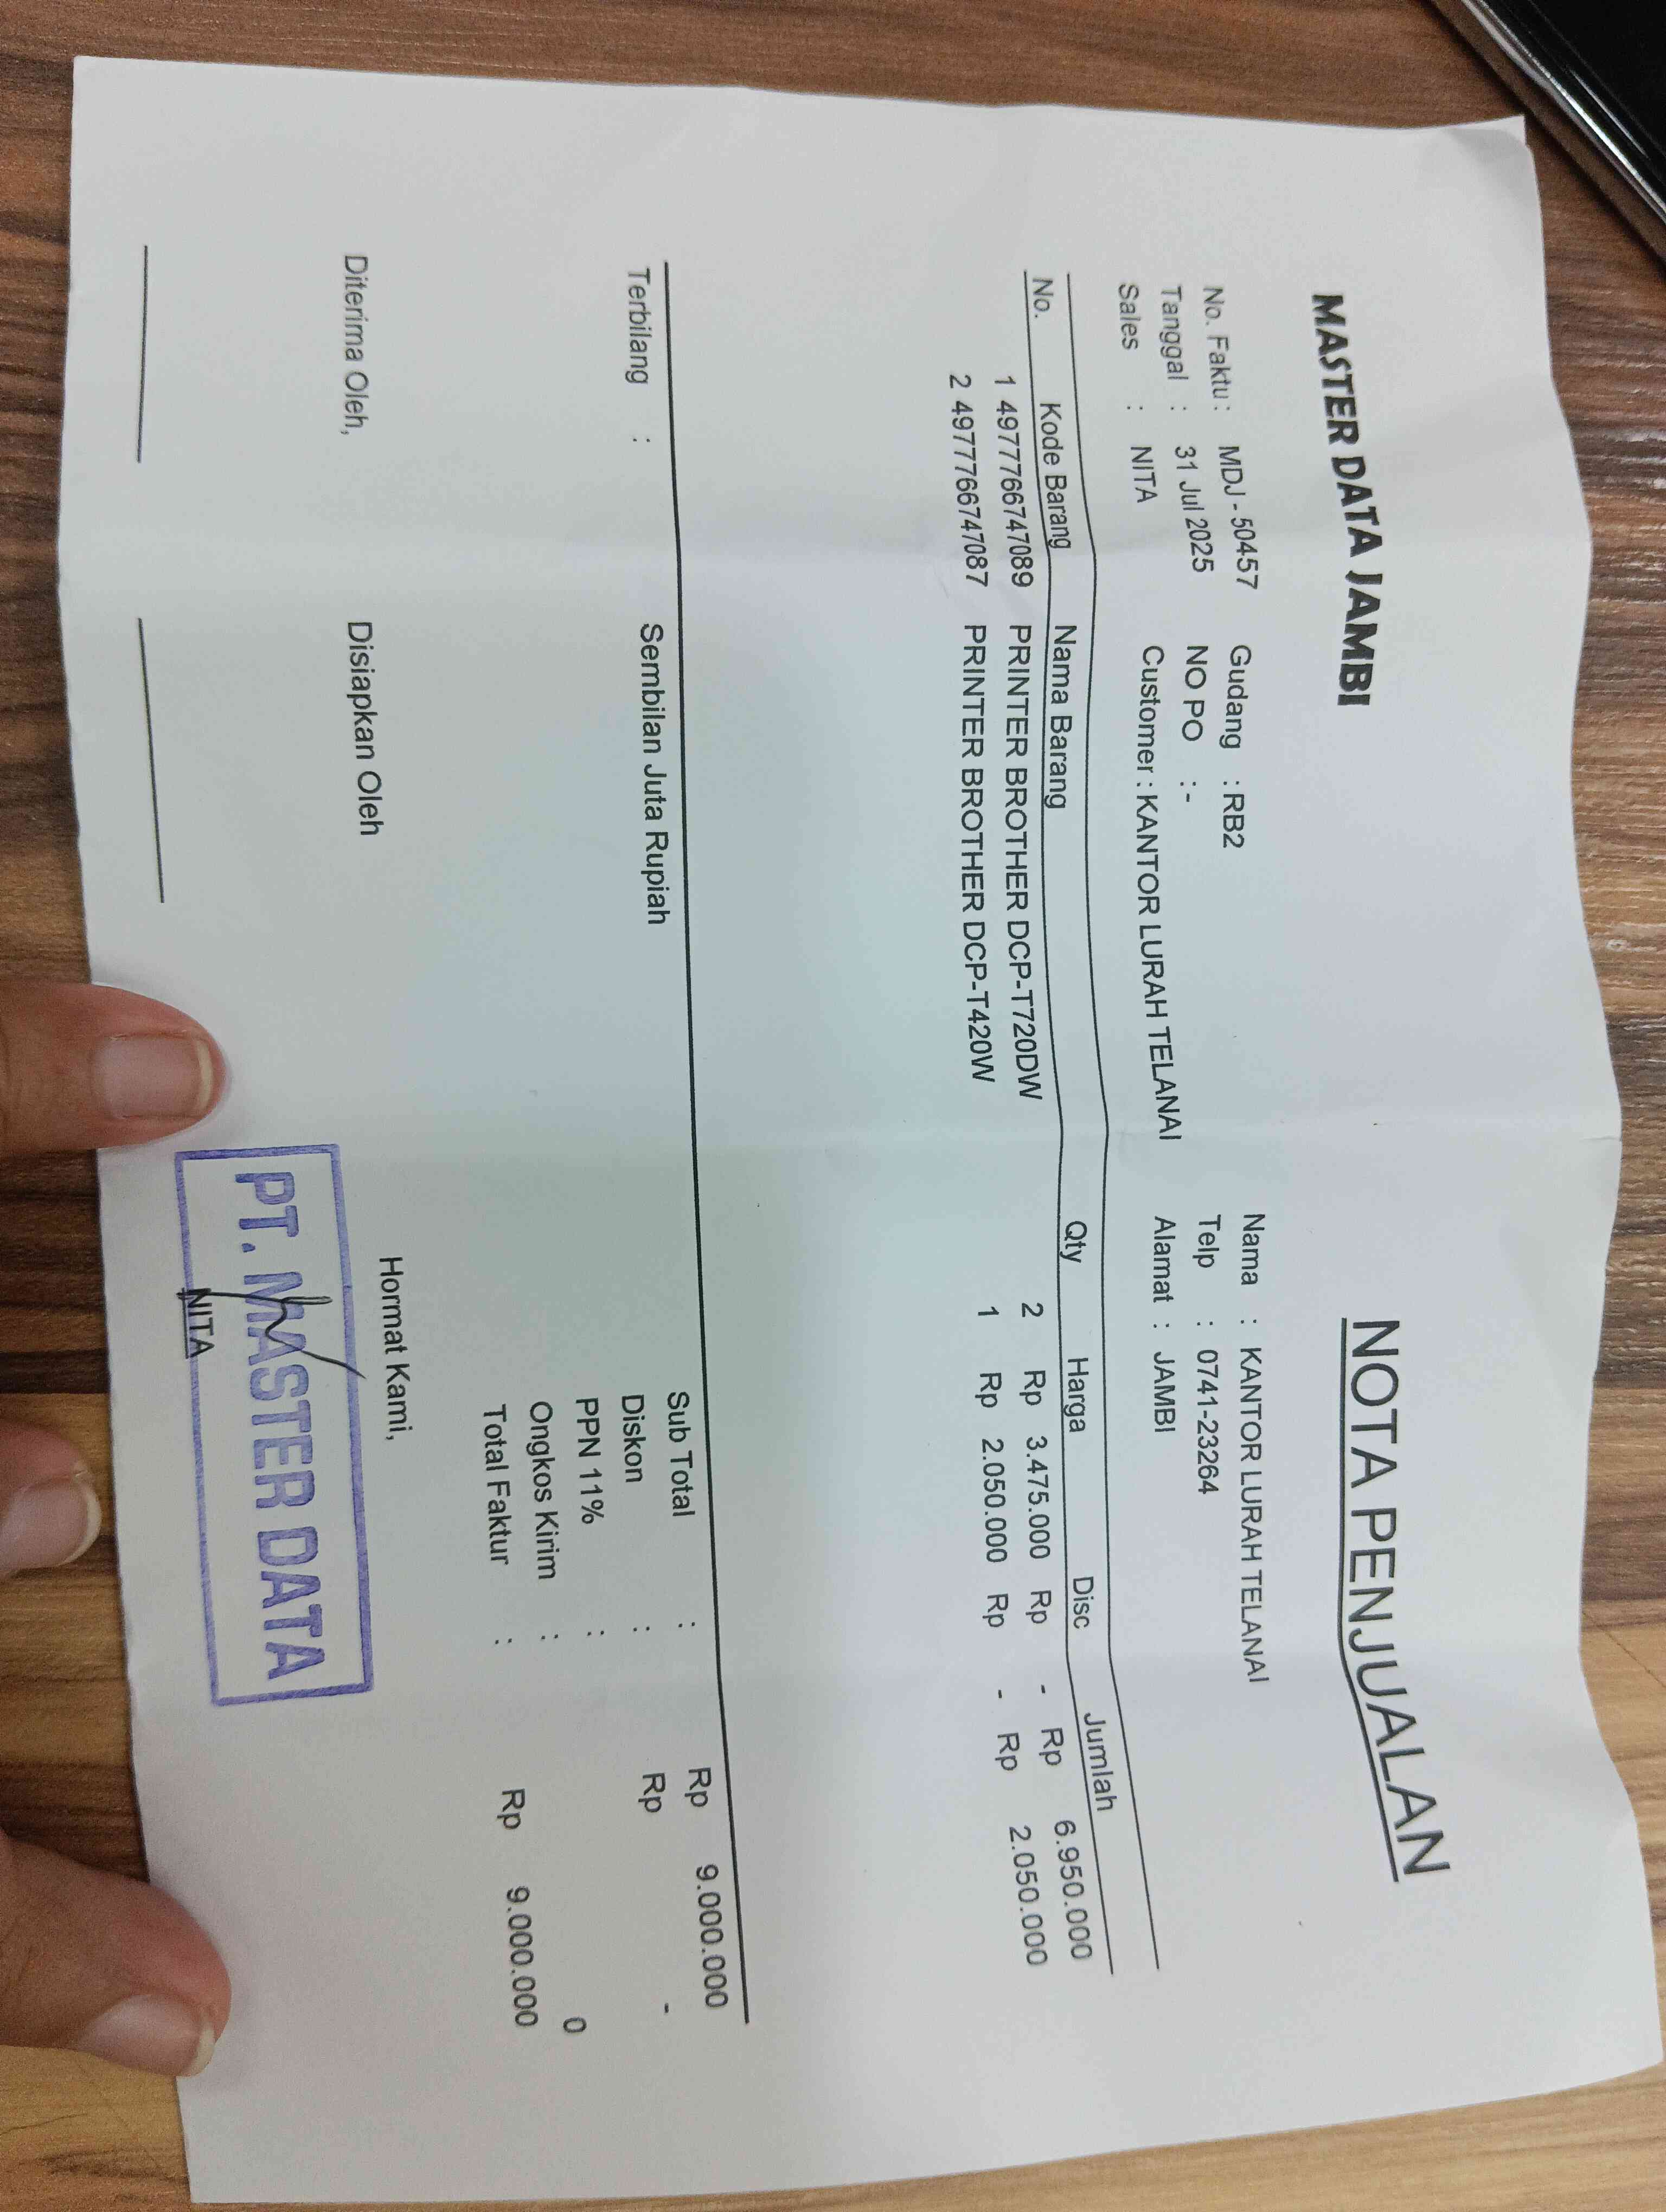 MASTER DATA JAMBI
NOTA PENJUALAN
No. Faktu : MDJ - 50457 Gudang : RB2 Nama : KANTOR LURAH TELANAI
Tanggal : 31 Jul 2025 NO PO : - Telp : 0741-23264
Sales : NITA Customer : KANTOR LURAH TELANAI Alamat : JAMBI
No. Kode Barang Nama Barang Qty Harga Disc Jumlah
1 4977766747089 PRINTER BROTHER DCP-T720DW 2 Rp 3.475.000 Rp - Rp 6.950.000
2 4977766747087 PRINTER BROTHER DCP-T420W 1 Rp 2.050.000 Rp - Rp 2.050.000
Terbilang : Sembilan Juta Rupiah Sub Total : Rp 9.000.000
Diskon : Rp -
PPN 11% :
Ongkos Kirim : 0
Total Faktur : Rp 9.000.000
Diterima Oleh, Disiapkan Oleh Hormat Kami,
PT. MASTER DATA
NITA